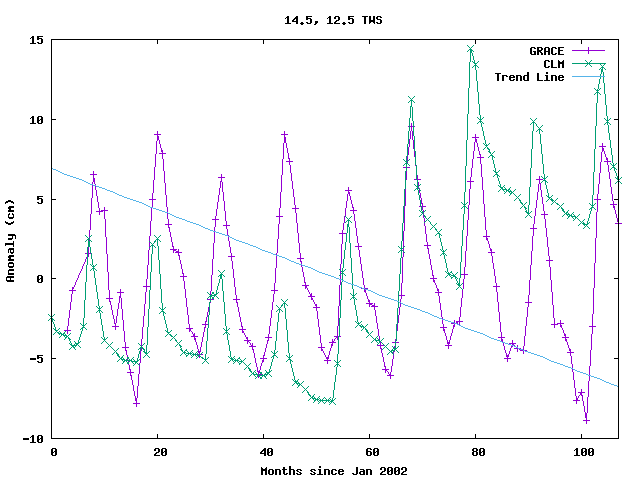 14.5, 12.5 TWS
GRACE
CLM
Trend Line
15
10
5
0
-5
-10
Anomaly (cm)
0 20 40 60 80 100
Months since Jan 2002